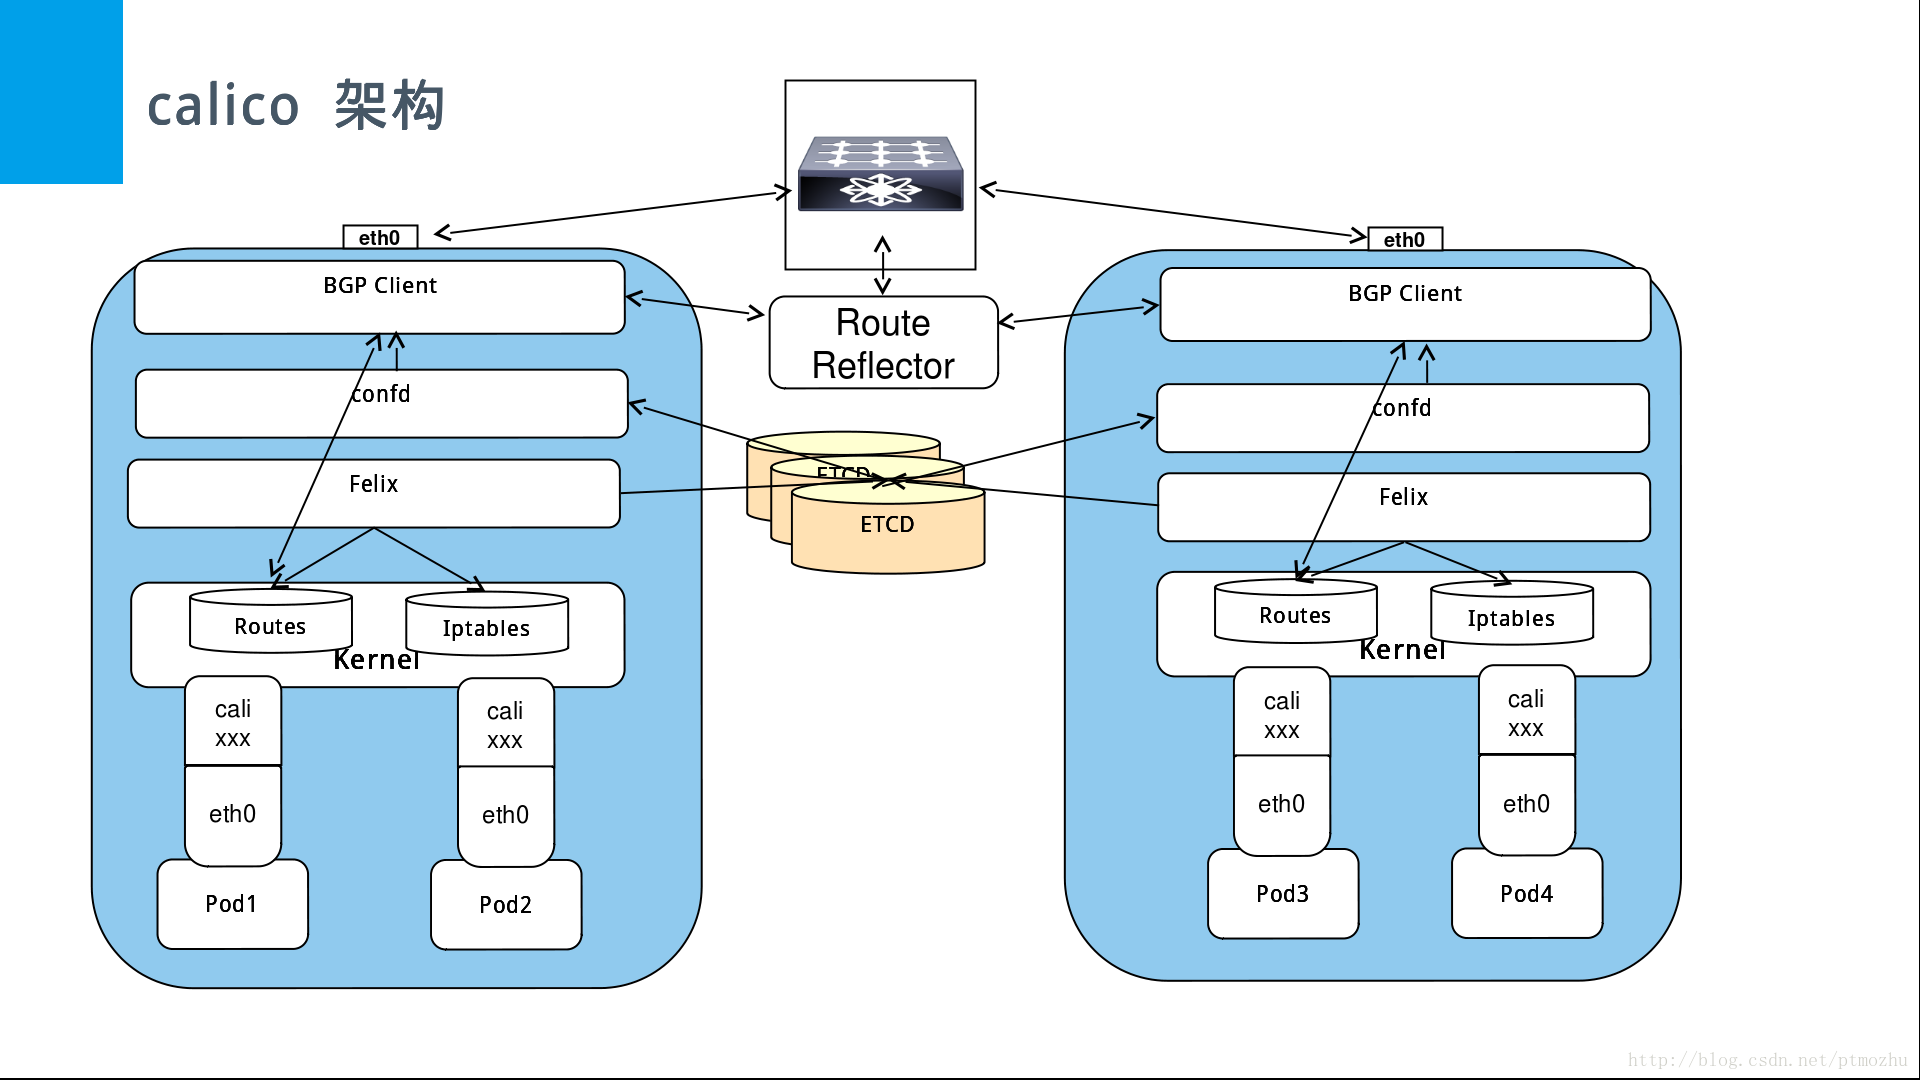 calico 架构
eth0
BGP Client
confd
Felix
Routes
Iptables
Kernel
cali
xxx
eth0
Pod1
cali
xxx
eth0
Pod2
Route
Reflector
ETCD
ETCD
eth0
BGP Client
confd
Felix
Routes
Iptables
Kernel
cali
xxx
eth0
Pod3
cali
xxx
eth0
Pod4
http://blog.csdn.net/ptmozhu